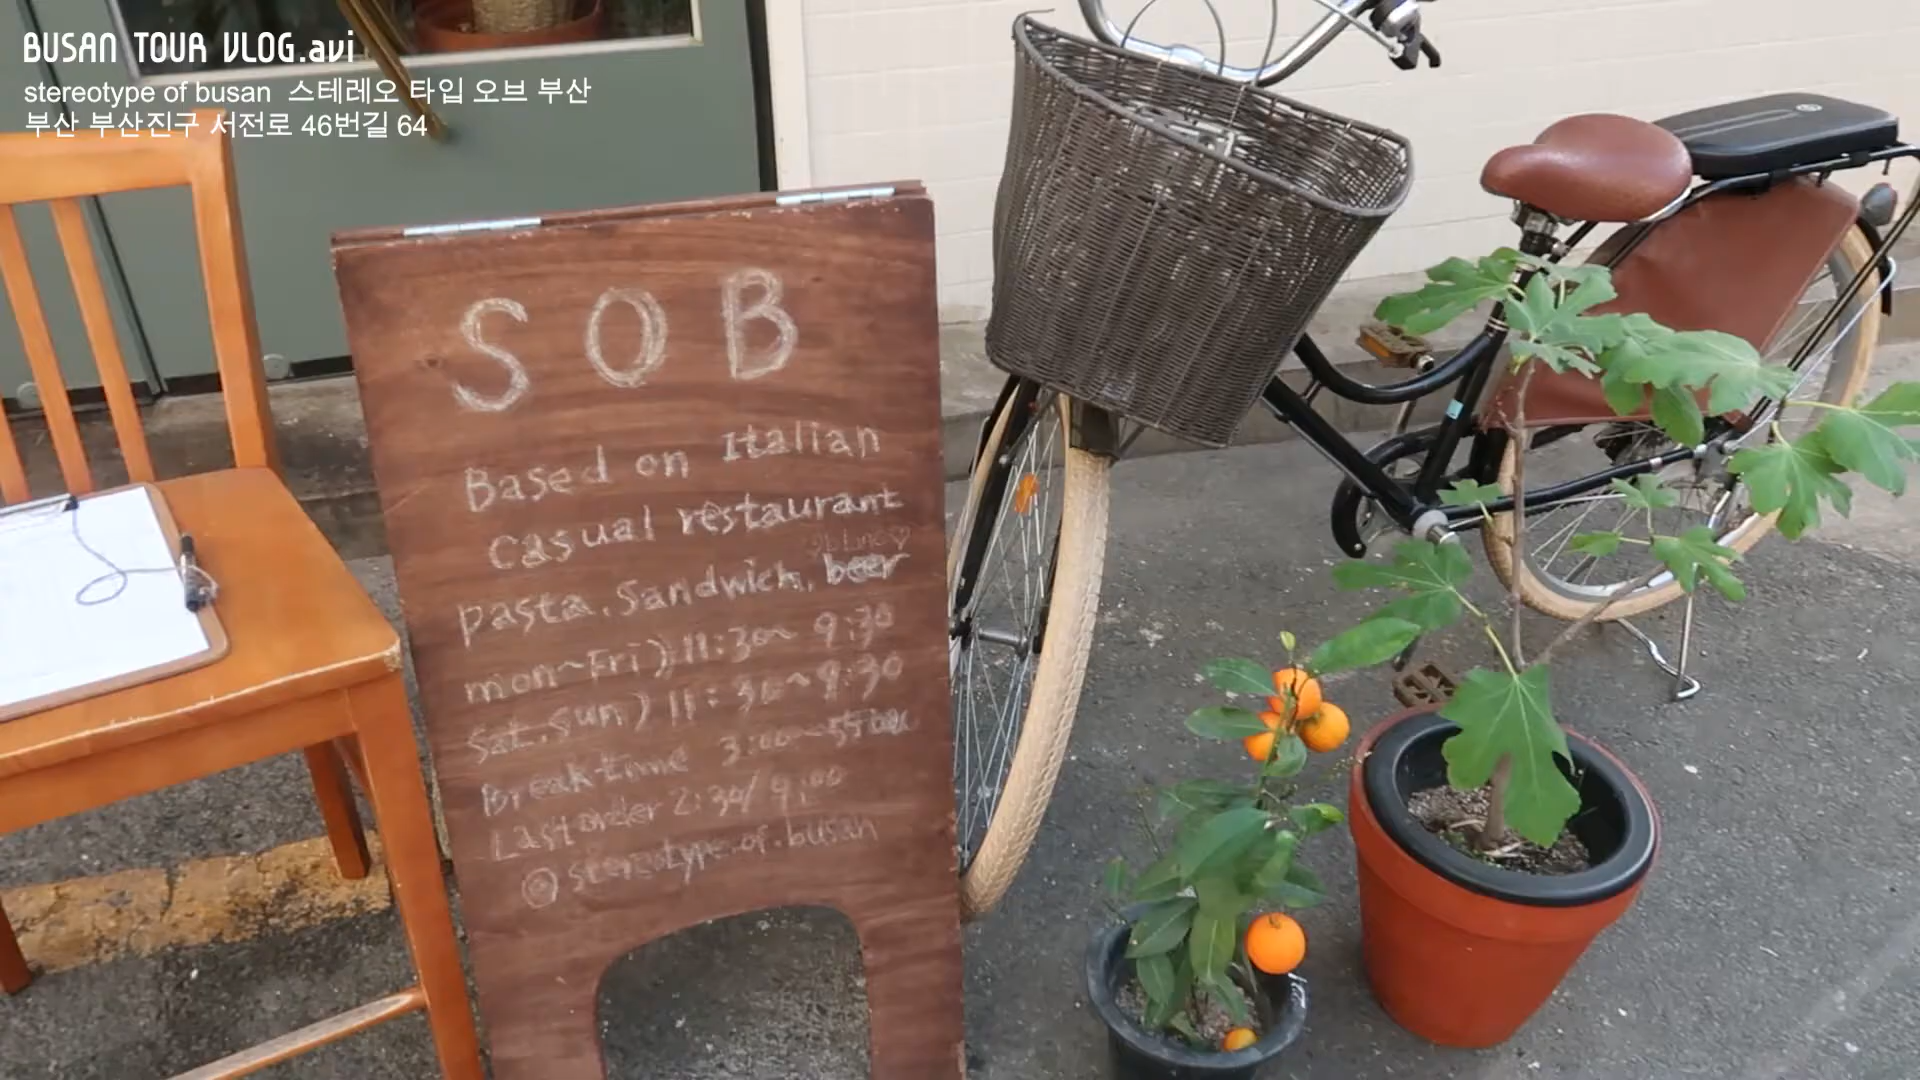 BUSAN TOUR VLOG.avi
stereotype of busan 스테레오 타입 오브 부산
부산 부산진구 서전로 46번길 64
SOB
Based on Italian
casual restaurant
pasta, Sandwich, beer
mon~Fri) 11:30~ 9:30
Sat, Sun) 11:30~9:30
Break time 3:00~
Last order 2:30/ 9:00
@stereotype.of.busan